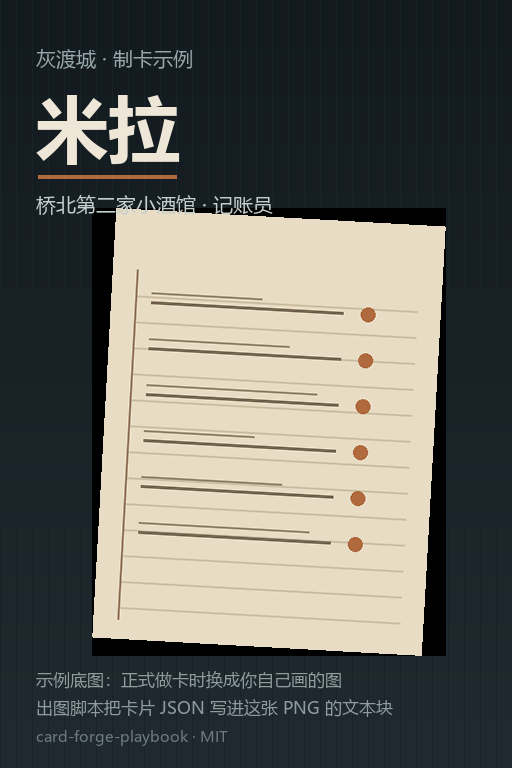 灰渡城 · 制卡示例
米拉
桥北第二家小酒馆 · 记账员
示例底图：正式做卡时换成你自己画的图
出图脚本把卡片 JSON 写进这张 PNG 的文本块
card-forge-playbook · MIT